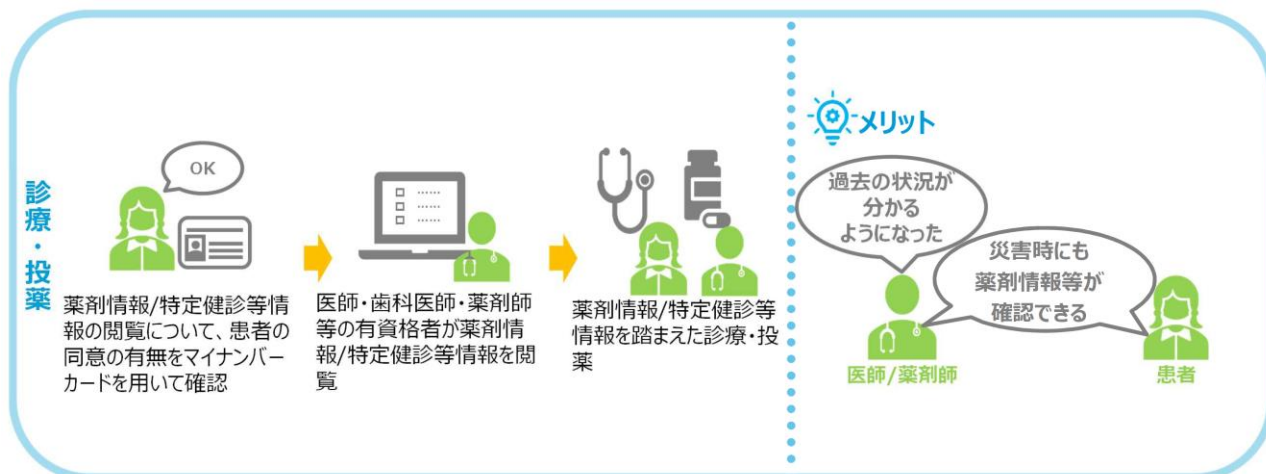 診療・投薬
OK
薬剤情報/特定健診等情
報の閲覧について、患者の
同意の有無をマイナンバー
カードを用いて確認
医師・歯科医師・薬剤師
等の有資格者が薬剤情
報/特定健診等情報を閲
覧
薬剤情報/特定健診等
情報を踏まえた診療・投
薬
メリット
過去の状況が
分かる
ようになった
災害時にも
薬剤情報等が
確認できる
医師/薬剤師
患者